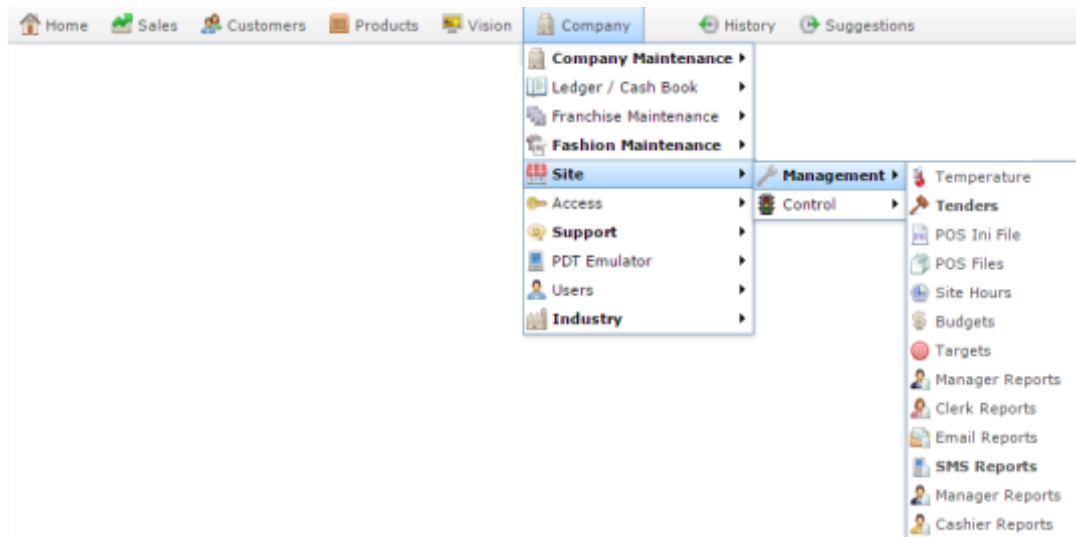 Home Sales Customers Products Vision Company History Suggestions
Company Maintenance
Ledger / Cash Book
Franchise Maintenance
Fashion Maintenance
Site
Access
Support
PDT Emulator
Users
Industry
Management
Control
Temperature
Tenders
POS Ini File
POS Files
Site Hours
Budgets
Targets
Manager Reports
Clerk Reports
Email Reports
SMS Reports
Manager Reports
Cashier Reports